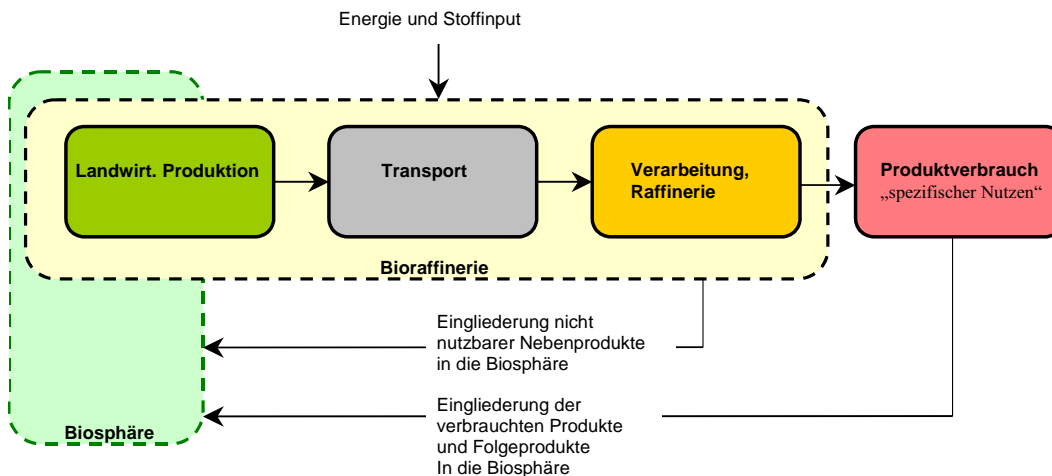 Energie und Stoffinput
Landwirt. Produktion
Transport
Verarbeitung,
Raffinerie
Produktverbrauch
„spezifischer Nutzen“
Bioraffinerie
Eingliederung nicht
nutzbarer Nebenprodukte
in die Biosphäre
Eingliederung der
verbrauchten Produkte
und Folgeprodukte
In die Biosphäre
Biosphäre